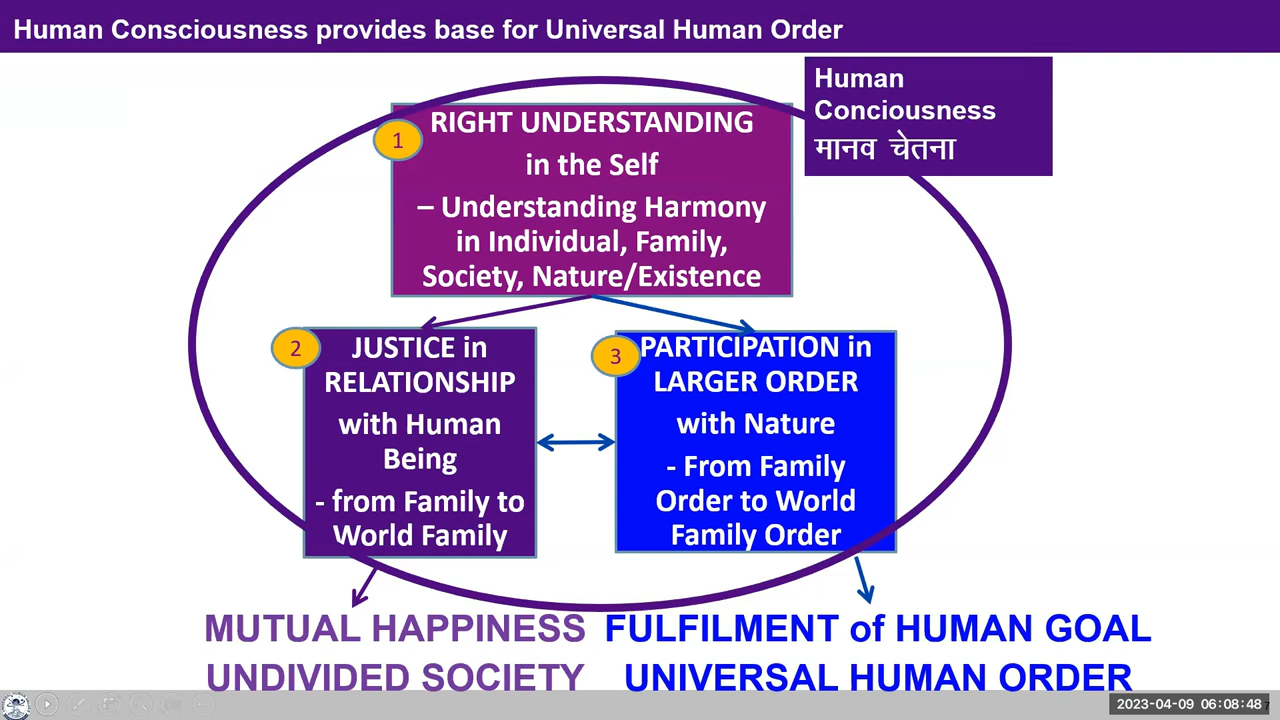 Human Consciousness provides base for Universal Human Order
Human
Conciousness
मानव चेतना
1
RIGHT UNDERSTANDING
in the Self
– Understanding Harmony
in Individual, Family,
Society, Nature/Existence
2
JUSTICE in
RELATIONSHIP
with Human
Being
- from Family to
World Family
3
PARTICIPATION in
LARGER ORDER
with Nature
- From Family
Order to World
Family Order
MUTUAL HAPPINESS
UNDIVIDED SOCIETY
FULFILMENT of HUMAN GOAL
UNIVERSAL HUMAN ORDER
2023-04-09 06:08:48
7